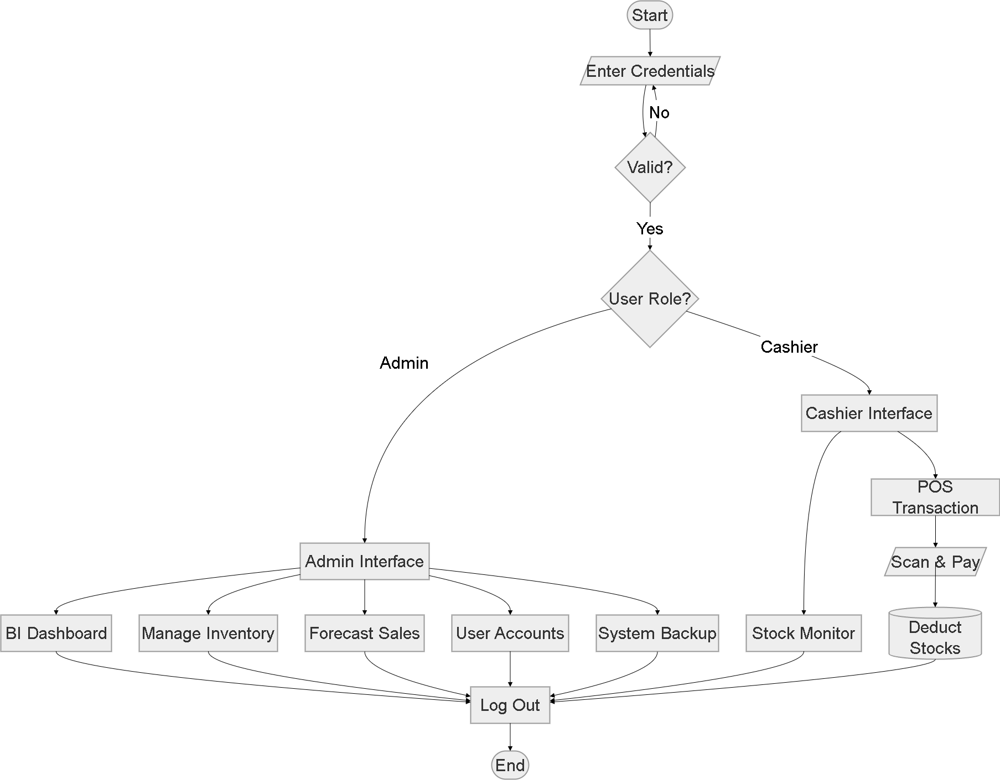 Start
Enter Credentials
No
Valid?
Yes
User Role?
Admin
Cashier
Cashier Interface
POS
Transaction
Admin Interface
Scan & Pay
BI Dashboard
Manage Inventory
Forecast Sales
User Accounts
System Backup
Stock Monitor
Deduct
Stocks
Log Out
End